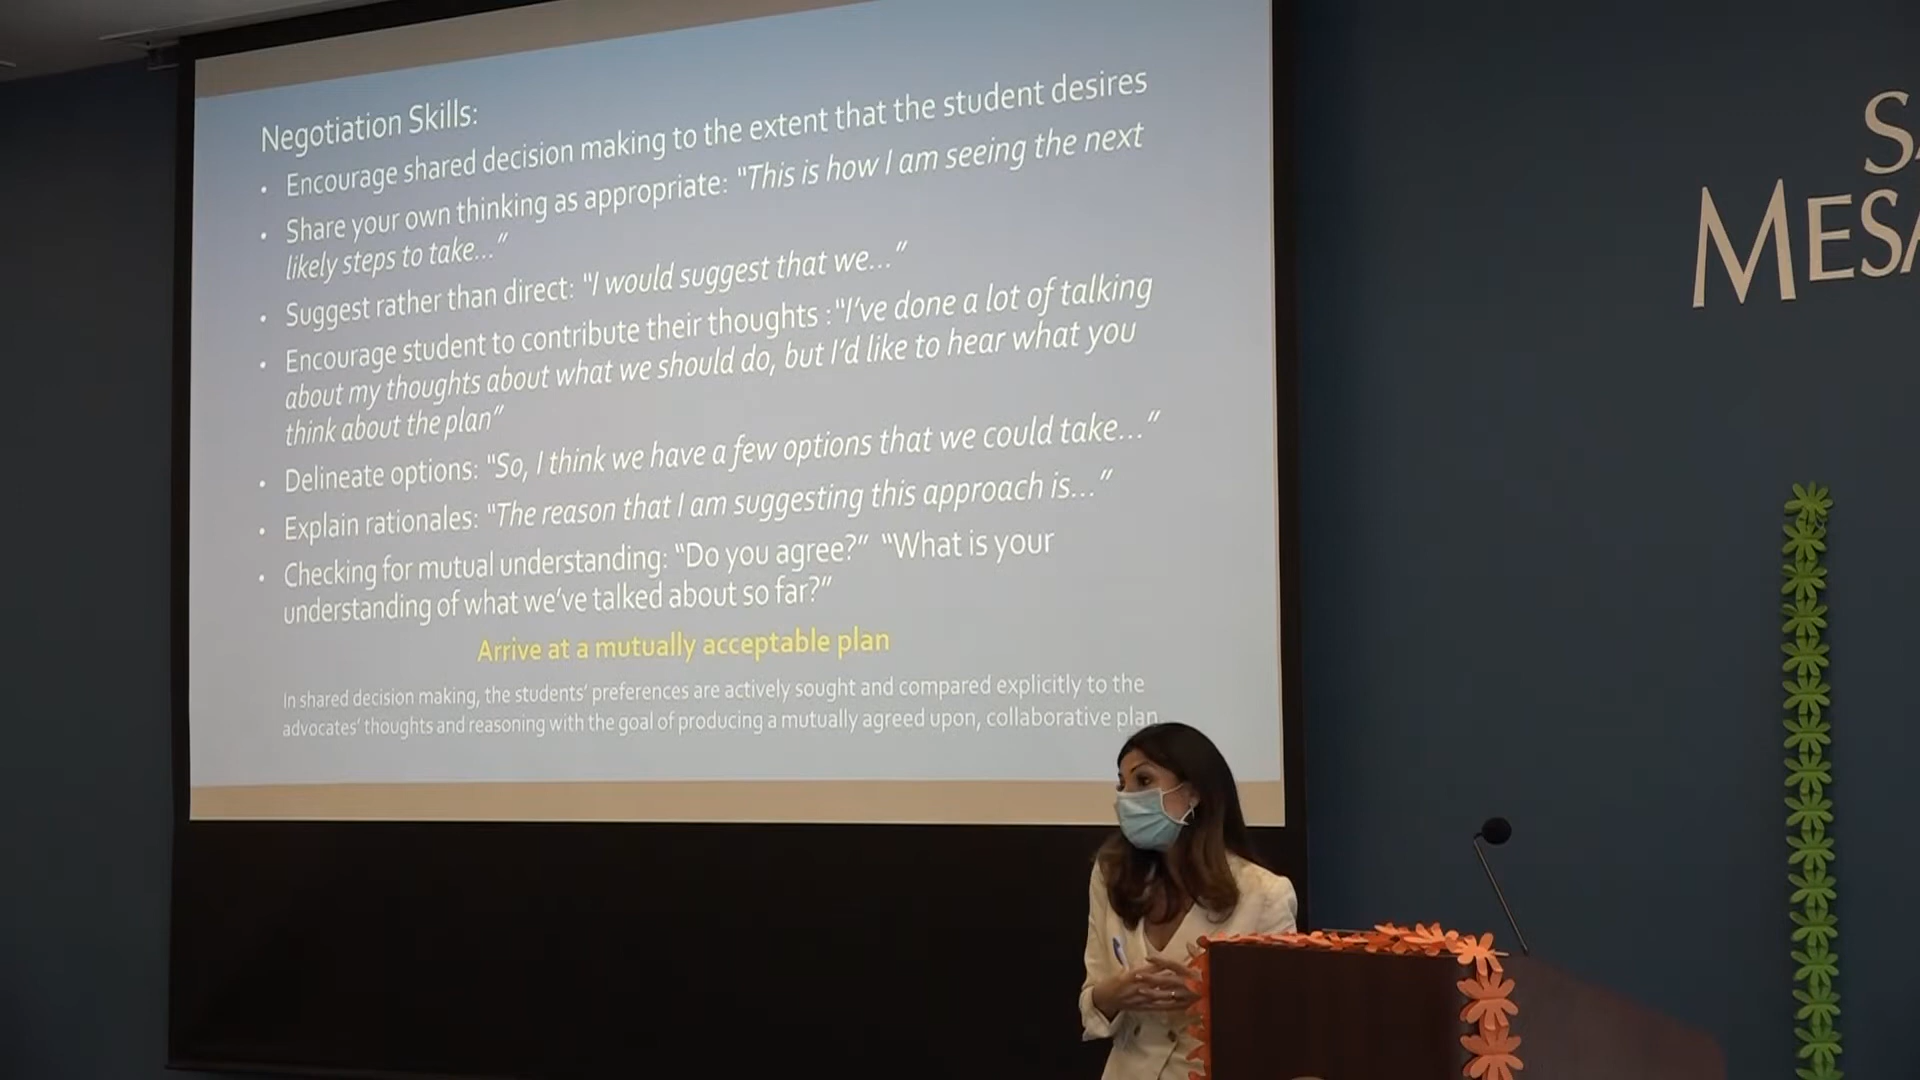 Negotiation Skills:
• Encourage shared decision making to the extent that the student desires
• Share your own thinking as appropriate: "This is how I am seeing the next
likely steps to take..."
• Suggest rather than direct: "I would suggest that we..."
• Encourage student to contribute their thoughts :"I've done a lot of talking
about my thoughts about what we should do, but I'd like to hear what you
think about the plan"
• Delineate options: "So, I think we have a few options that we could take..."
• Explain rationales: "The reason that I am suggesting this approach is..."
• Checking for mutual understanding: "Do you agree?" "What is your
understanding of what we've talked about so far?"
Arrive at a mutually acceptable plan
In shared decision making, the students' preferences are actively sought and compared explicitly to the
advocates' thoughts and reasoning with the goal of producing a mutually agreed upon, collaborative plan
MESA